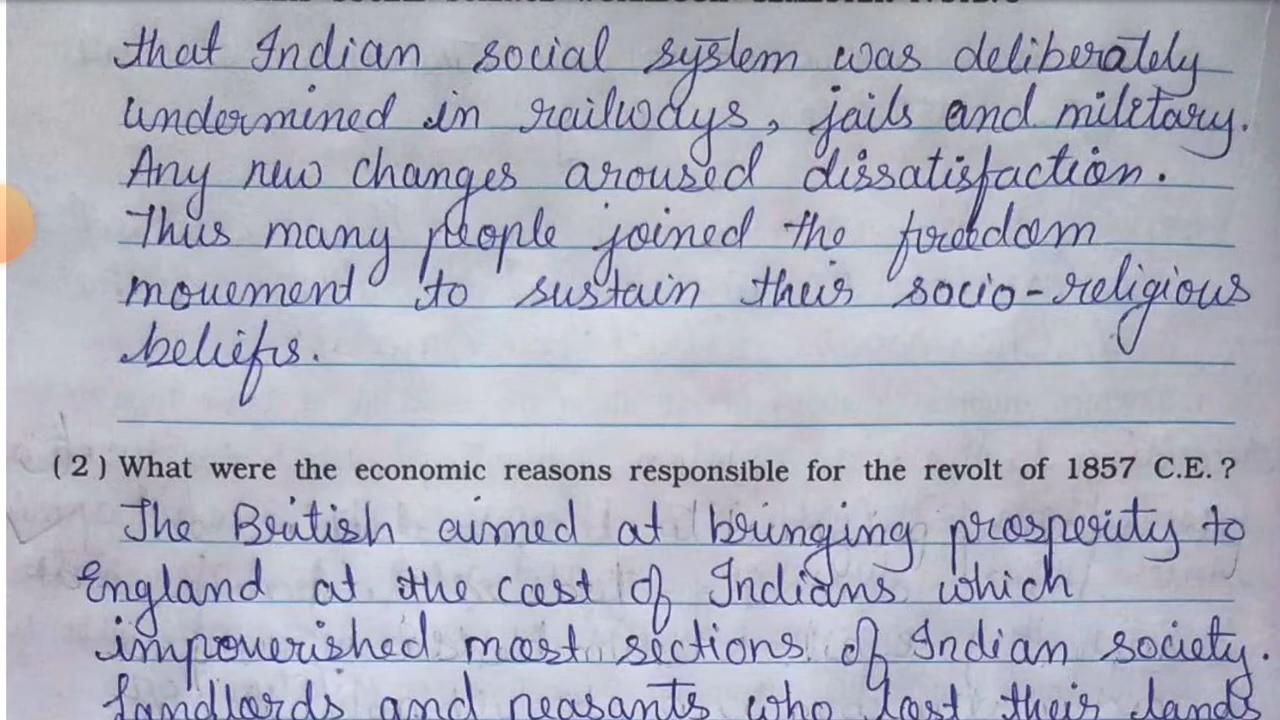 that Indian social system was deliberately
undermined in railways, jails and military.
Any new changes aroused dissatisfaction.
Thus many people joined the freedom
movement to sustain their socio-religious
beliefs.
(2) What were the economic reasons responsible for the revolt of 1857 C.E. ?
The British aimed at bringing prosperity to
England at the cost of Indians which
impoverished most sections of Indian society.
Landlords and peasants who lost their lands